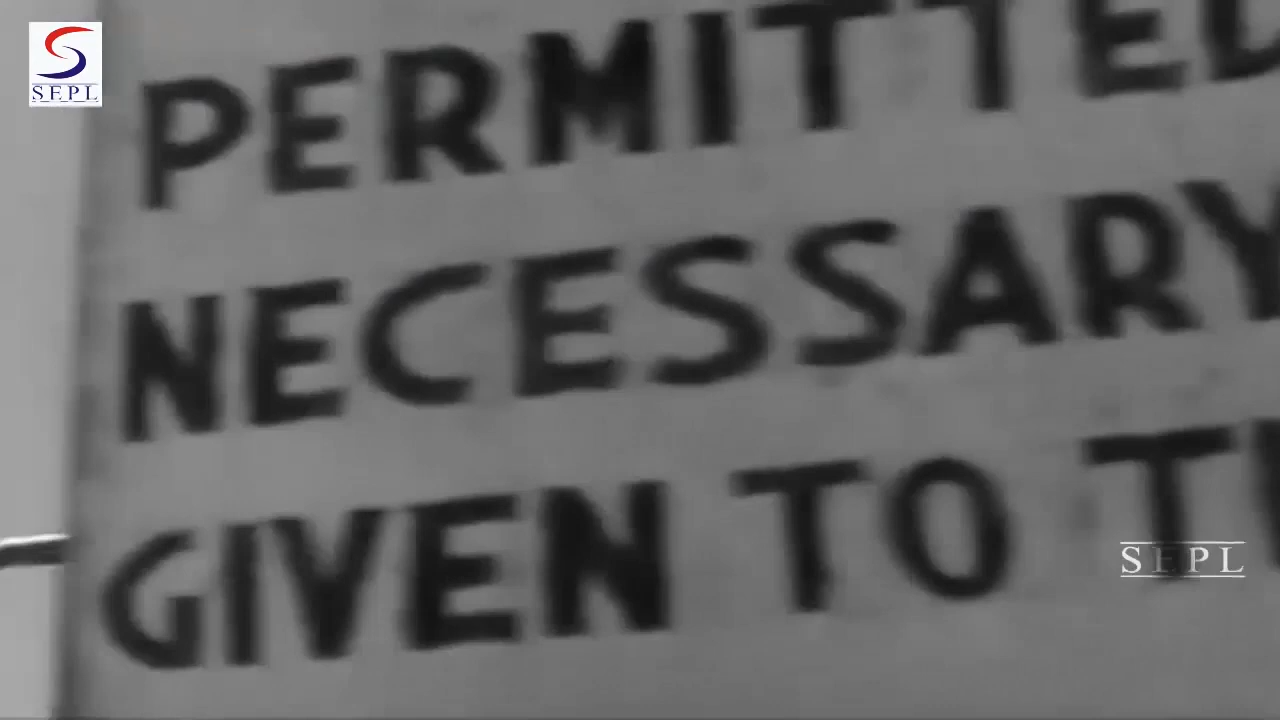 SEPL
PERMITTED
NECESSARY
GIVEN TO
SEPL